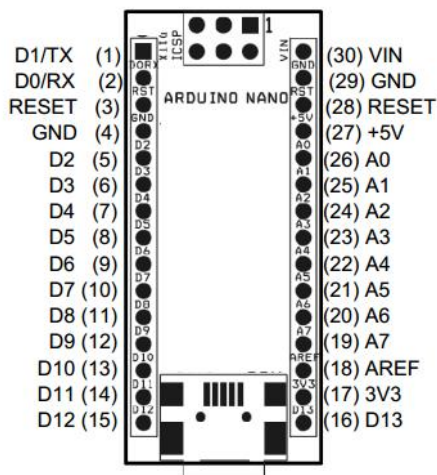 D1/TX (1)
D0/RX (2)
RESET (3)
GND (4)
D2 (5)
D3 (6)
D4 (7)
D5 (8)
D6 (9)
D7 (10)
D8 (11)
D9 (12)
D10 (13)
D11 (14)
D12 (15)
TX1
DORX
RST
GND
D2
D3
D4
D5
D6
D7
D8
D9
D10
D11
D12
ICSP
1
ARDUINO NANO
VIN
GND
RST
+5V
A0
A1
A2
A3
A4
A5
A6
A7
AREF
3V3
D13
(30) VIN
(29) GND
(28) RESET
(27) +5V
(26) A0
(25) A1
(24) A2
(23) A3
(22) A4
(21) A5
(20) A6
(19) A7
(18) AREF
(17) 3V3
(16) D13